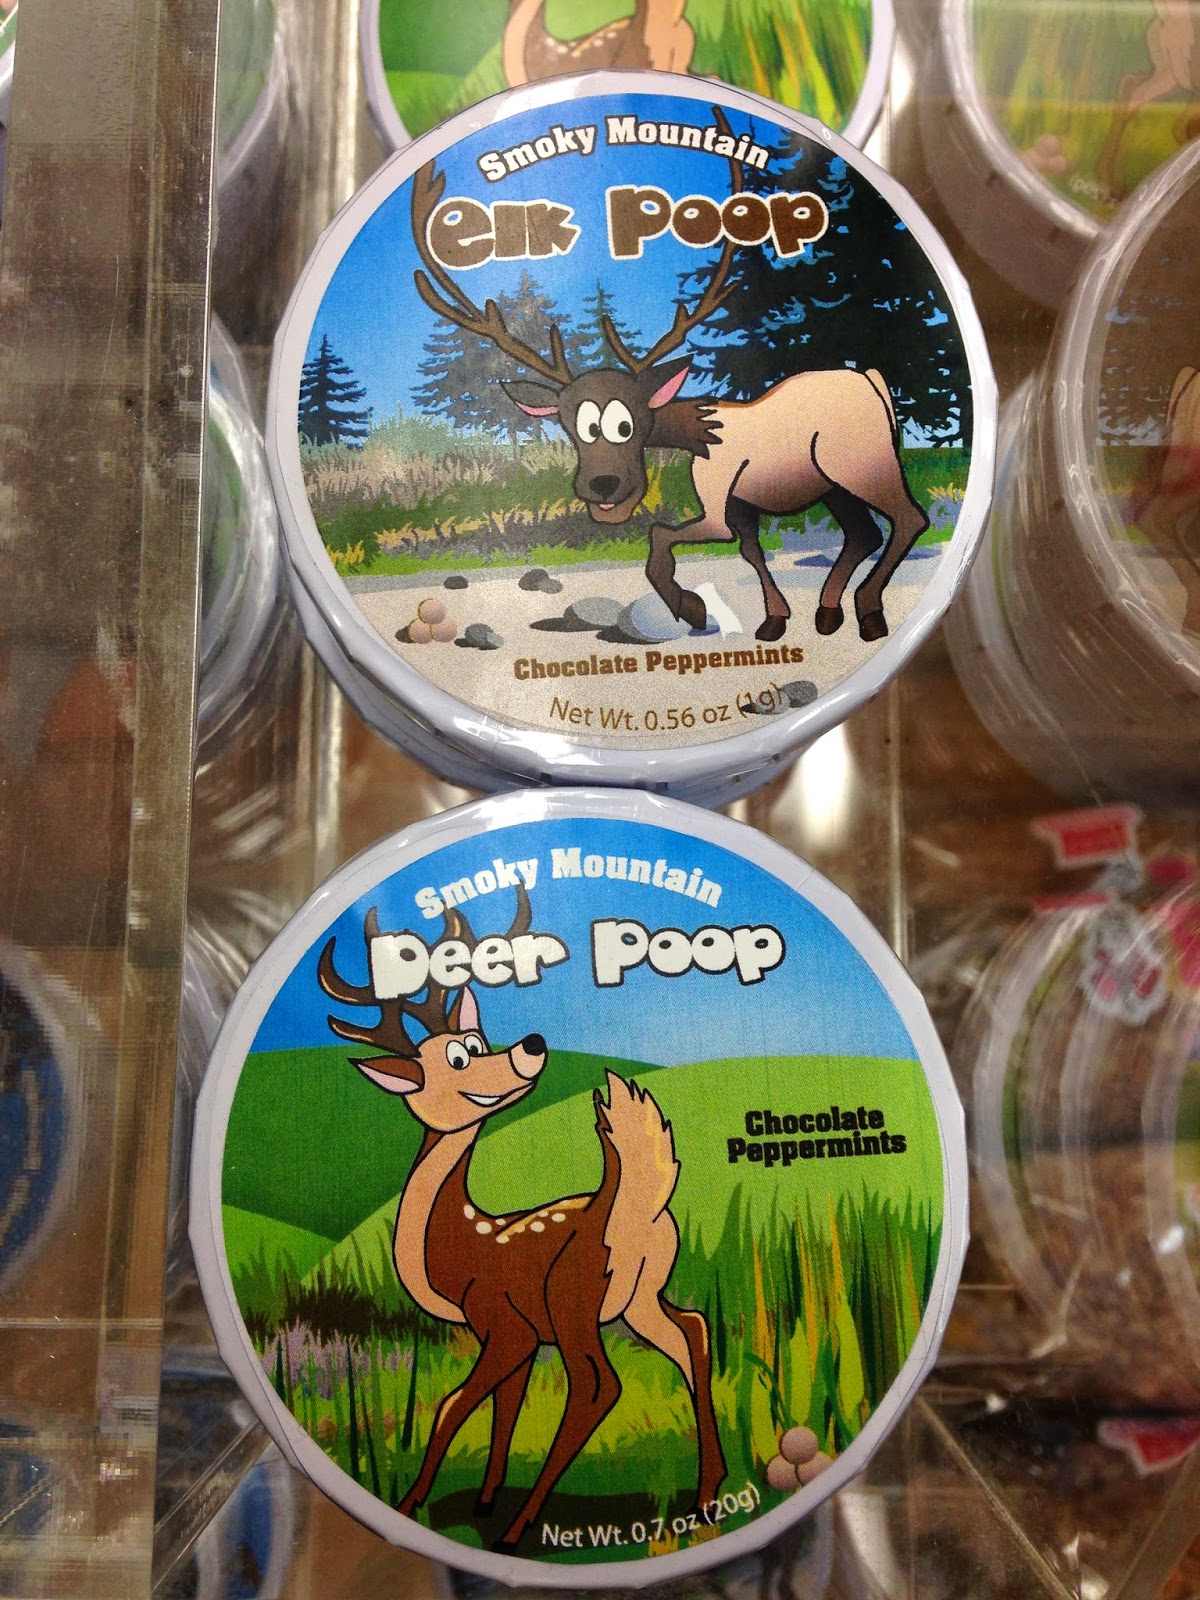 Smoky Mountain
elk poop
Chocolate Peppermints
Net Wt. 0.56 oz (1g)
Smoky Mountain
Deer poop
Chocolate
Peppermints
Net Wt. 0.7 oz (20g)